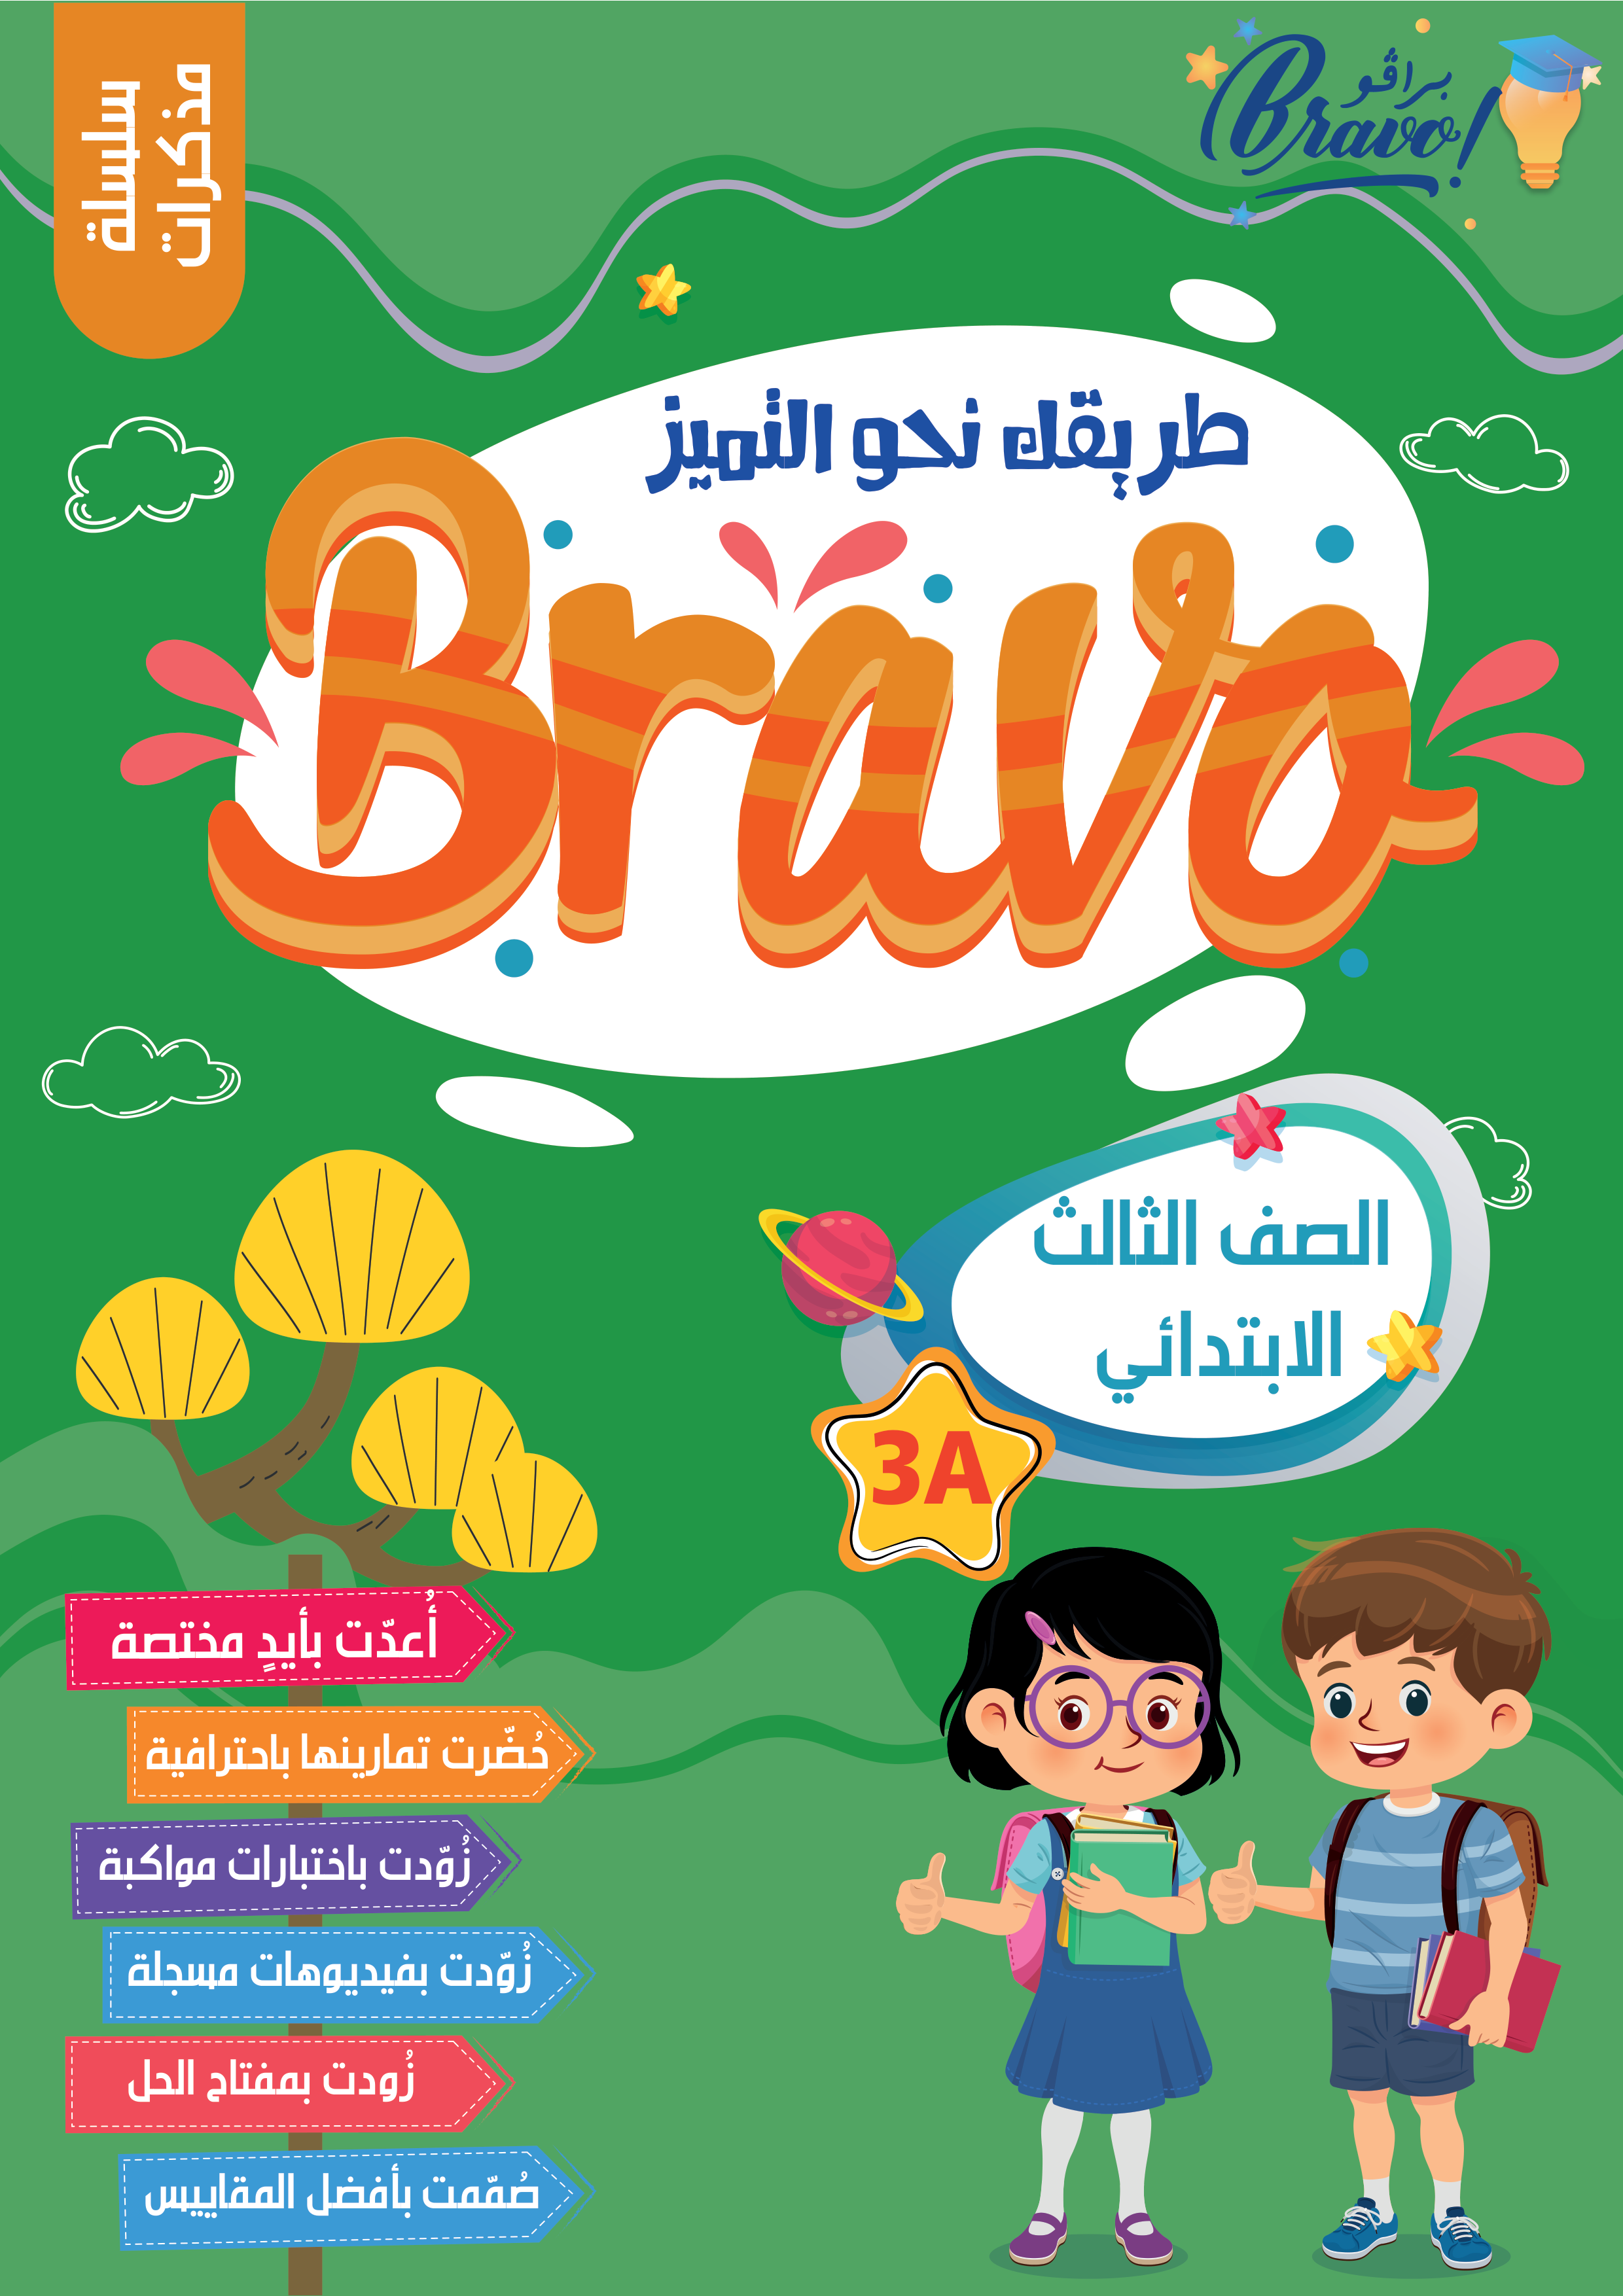 سلسلة
مذكرات
براڤو
Bravo!
طريقك نحو التميز
Bravo
الصف الثالث
الابتدائي
3A
أُعدّت بأيدٍ مختصة
حُضّرت تمارينها باحترافية
زُوّدت باختبارات مواكبة
زُوّدت بفيديوهات مسجلة
زُودت بمفتاح الحل
صُمّمت بأفضل المقاييس